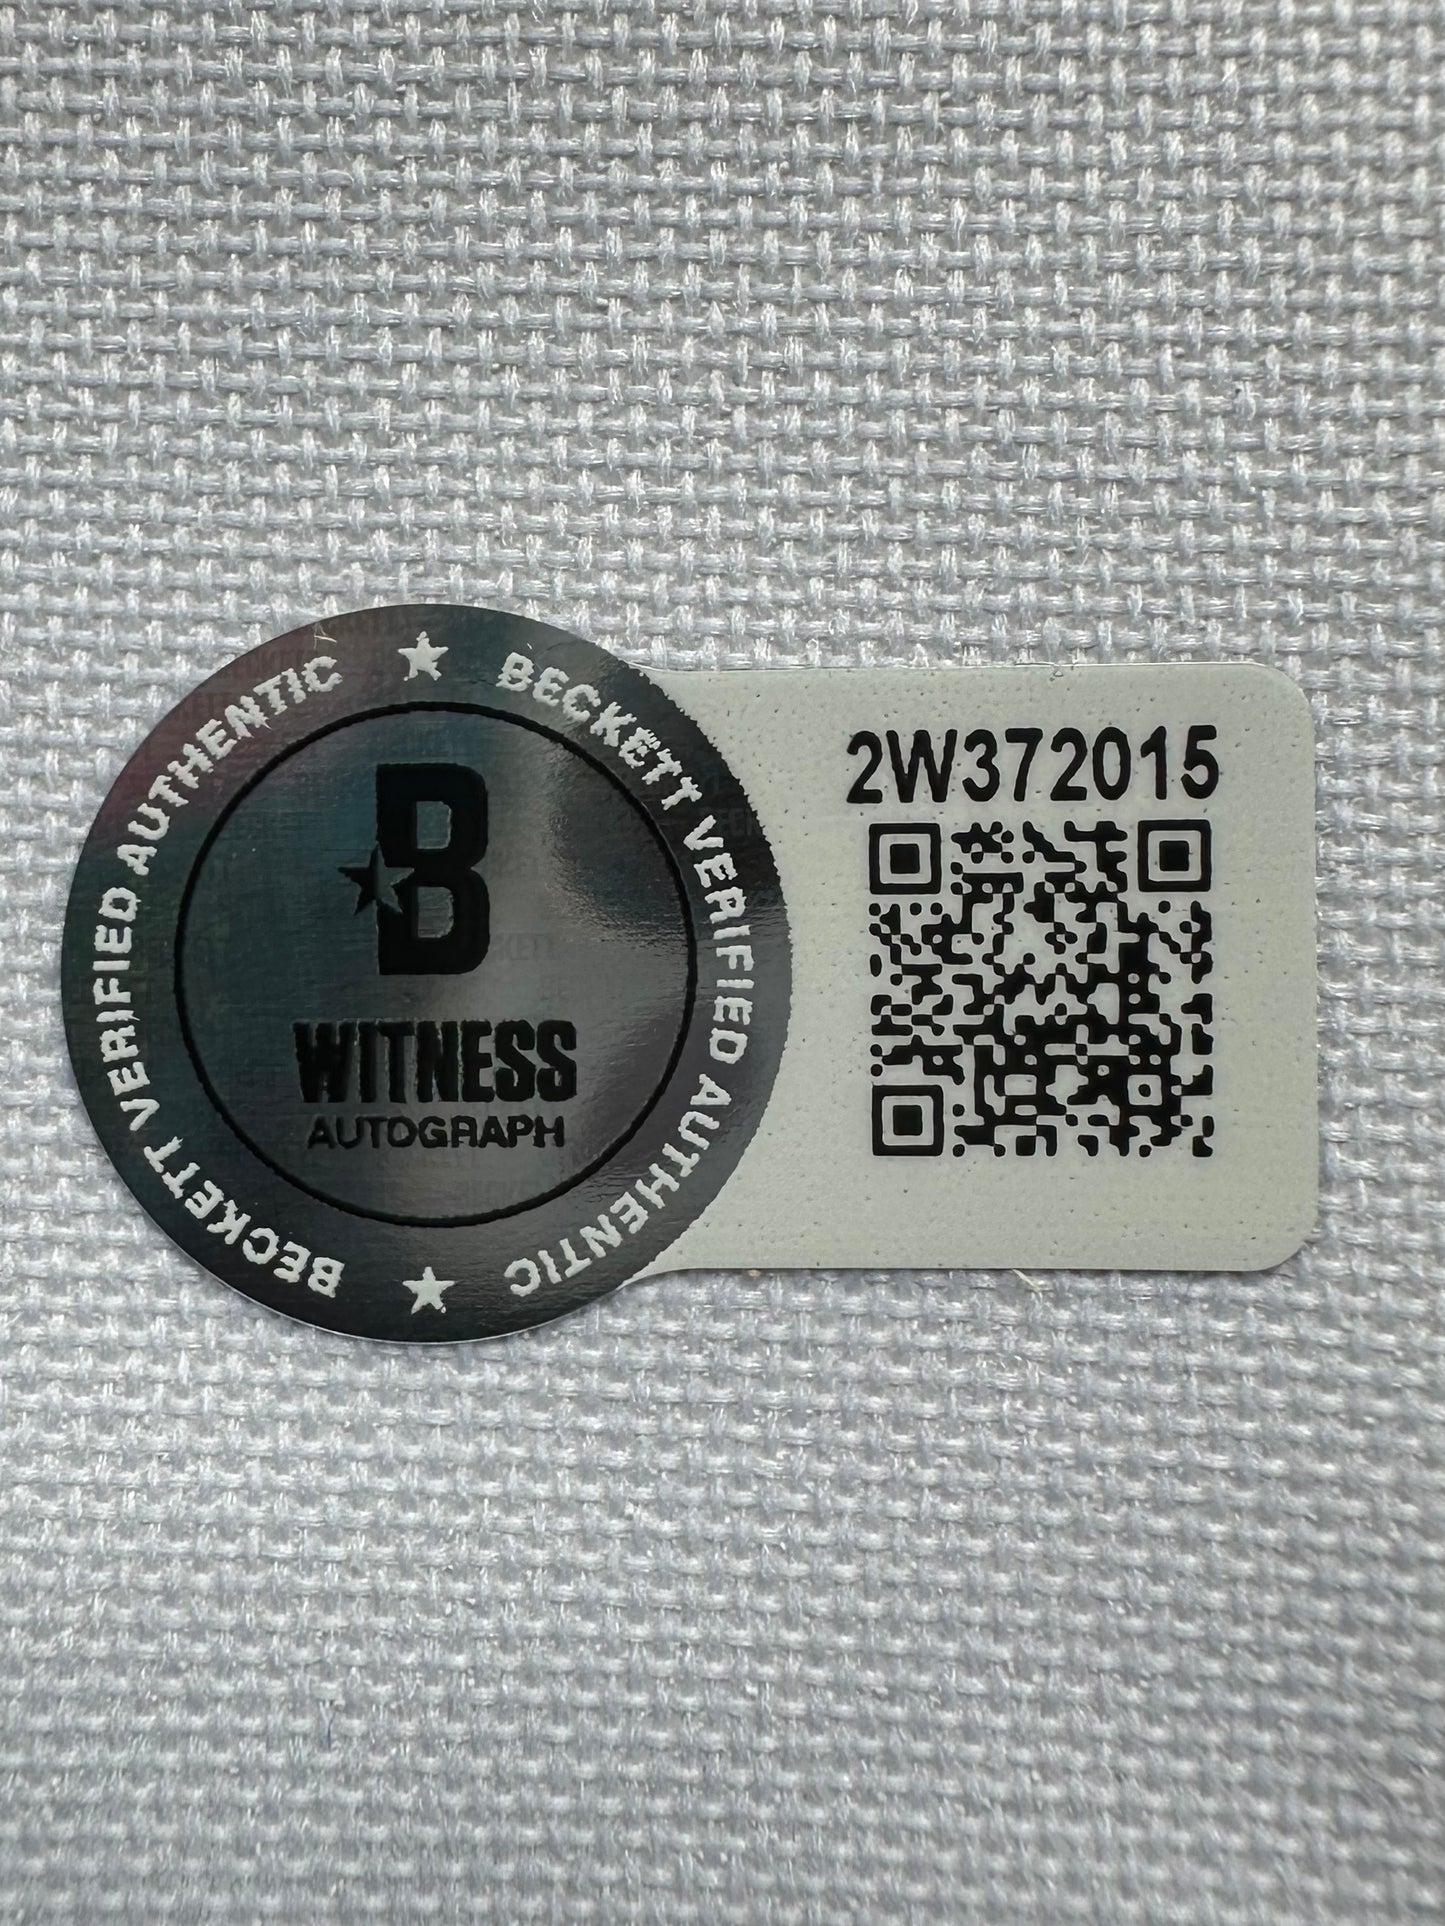 BECKETT VERIFIED AUTHENTIC ★ BECKETT VERIFIED AUTHENTIC ★
B
WITNESS
AUTOGRAPH
2W372015